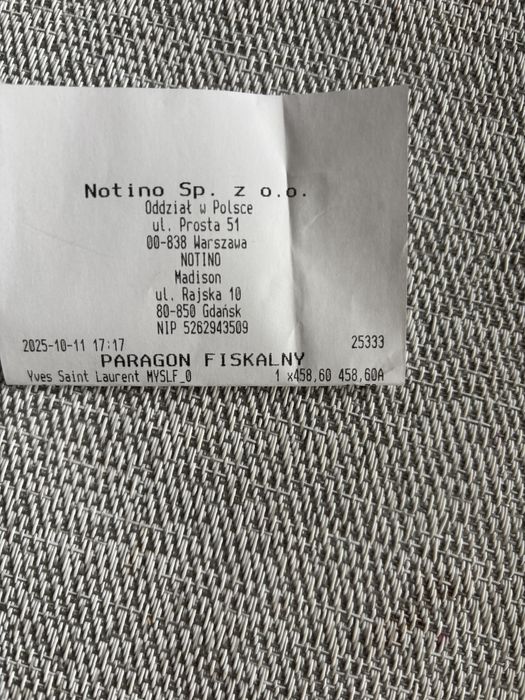 Notino Sp. z o.o.
Oddział w Polsce
ul. Prosta 51
00-838 Warszawa
NOTINO
Madison
ul. Rajska 10
80-850 Gdańsk
NIP 5262943509
2025-10-11 17:17 25333
PARAGON FISKALNY
Yves Saint Laurent MYSLF_0 1 x458,60 458,60A